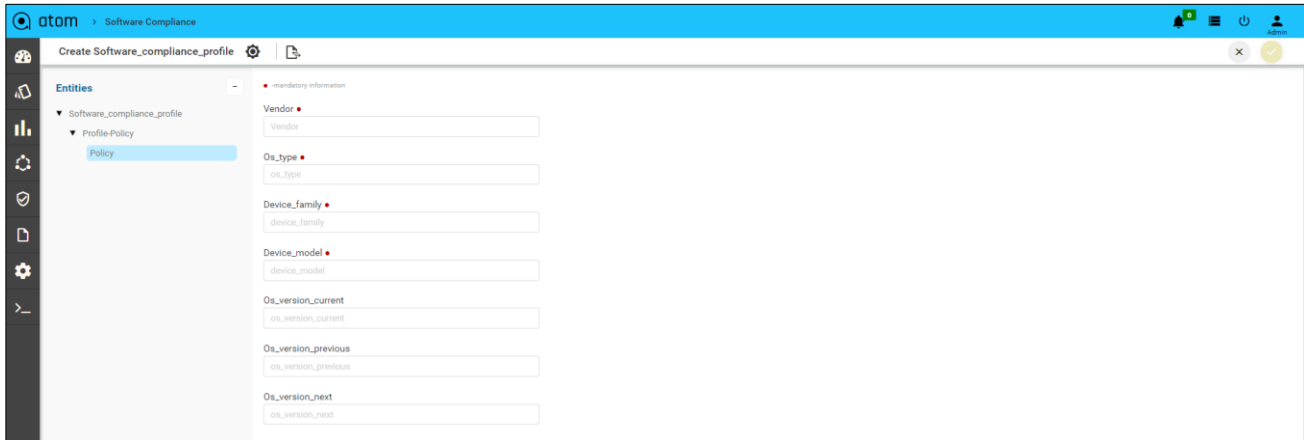 atom > Software Compliance
0
Admin
Create Software_compliance_profile
Entities
-
Software_compliance_profile
Profile-Policy
Policy
-mandatory information
Vendor
Vendor
Os_type
os_type
Device_family
device_family
Device_model
device_model
Os_version_current
os_version_current
Os_version_previous
os_version_previous
Os_version_next
os_version_next